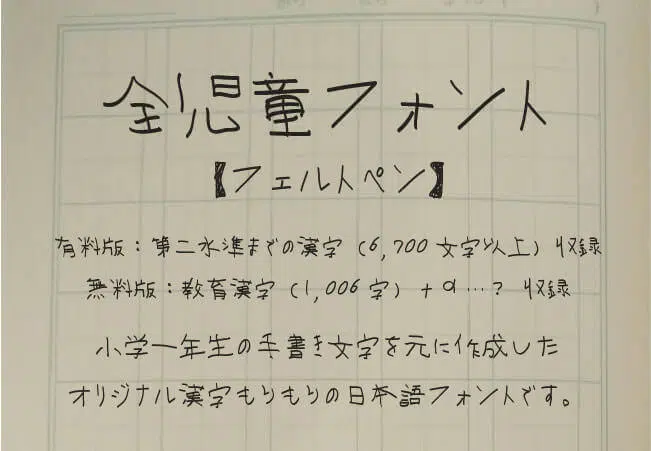 全児童フォント
【フェルトペン】
有料版：第二水準までの漢字（6,700文字以上）収録
無料版：教育漢字（1,006字）+α…？収録
小学一年生の手書き文字を元に作成した
オリジナル漢字もりもりの日本語フォントです。